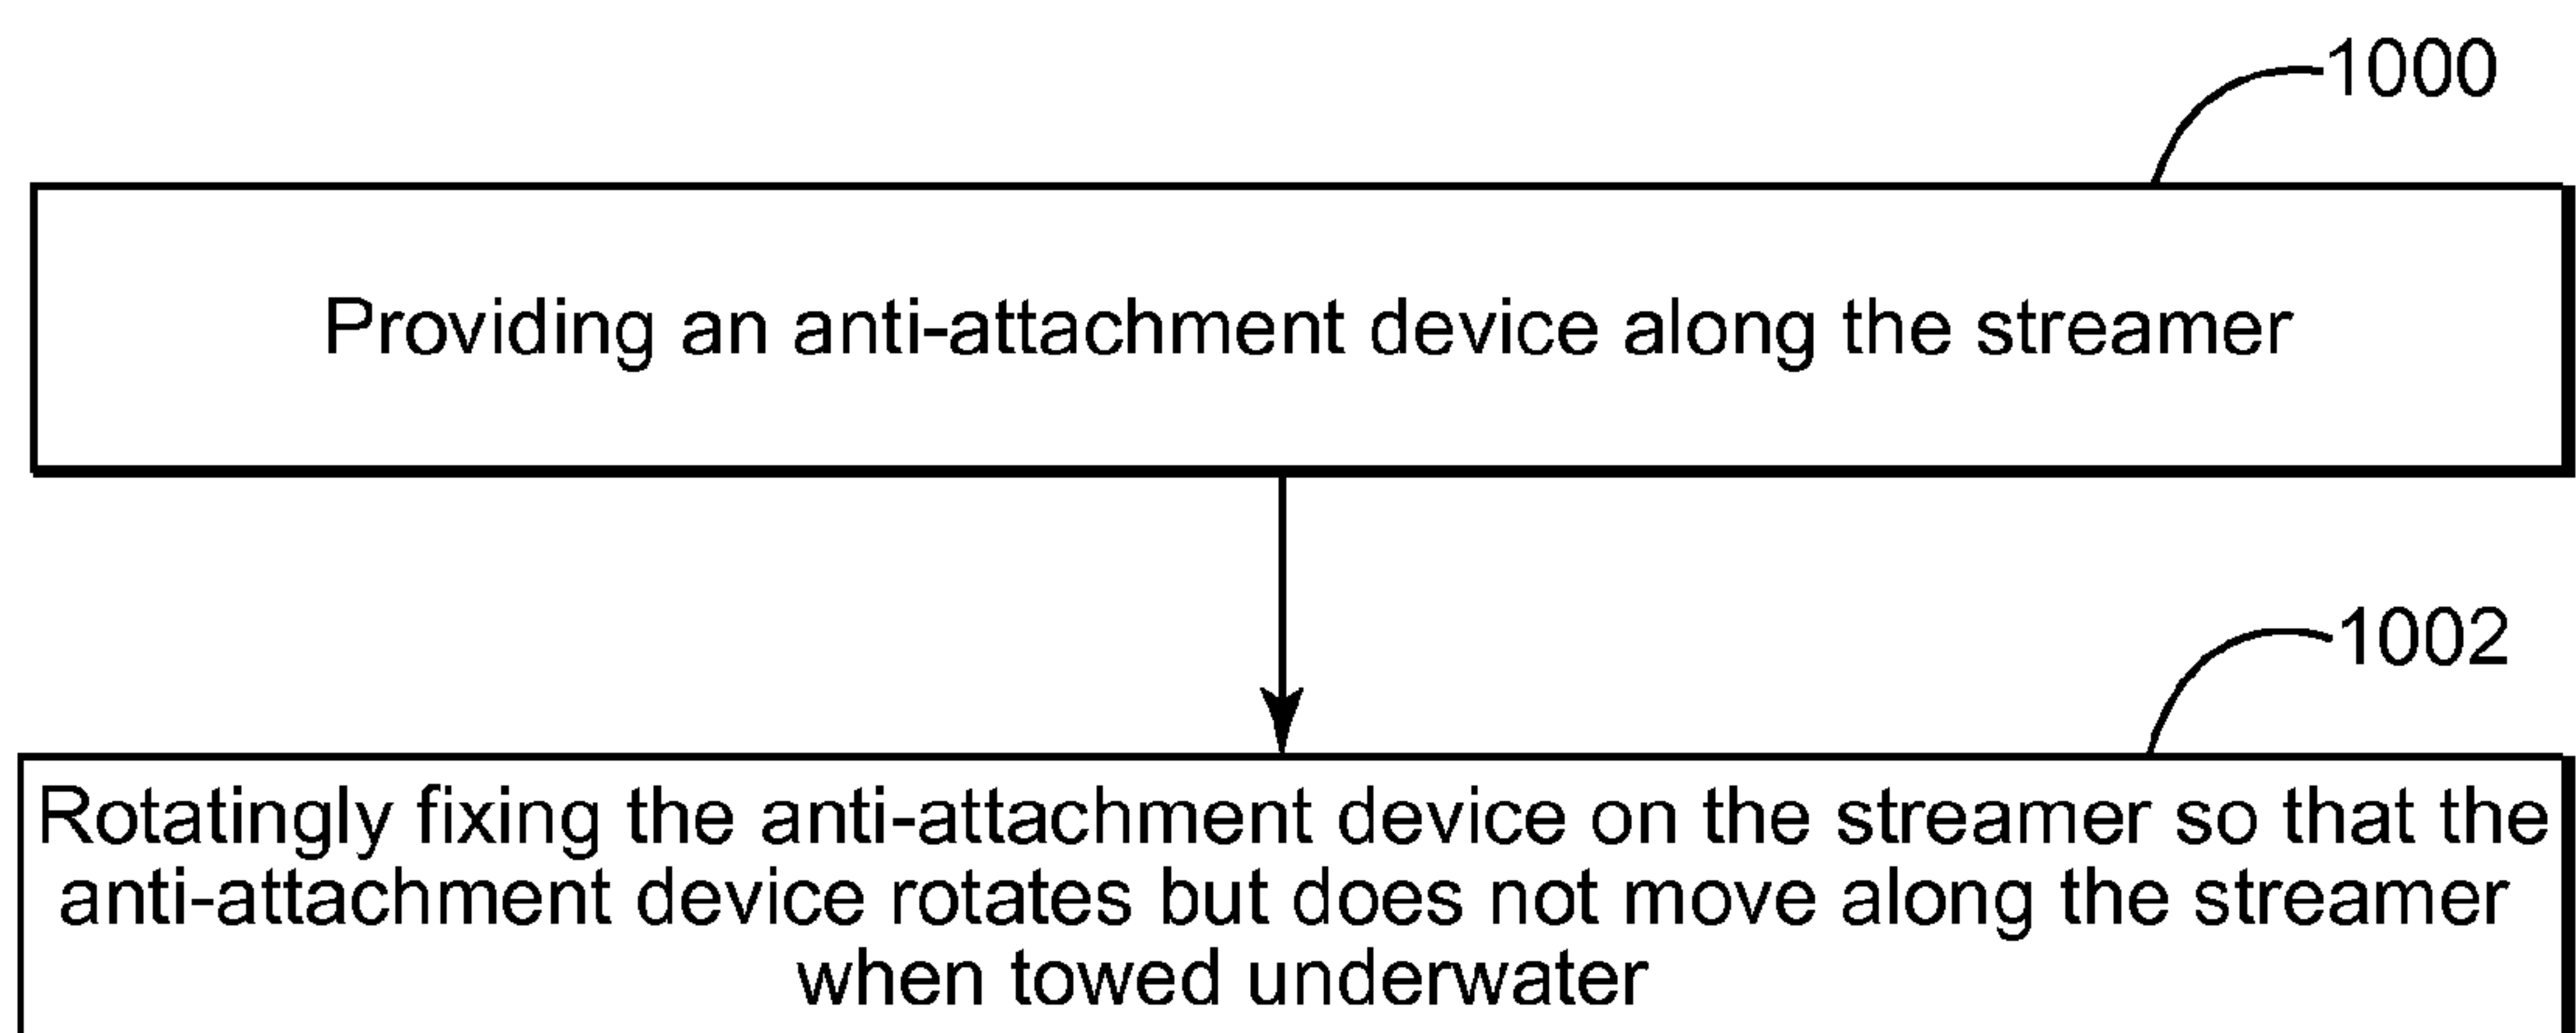 1000
Providing an anti-attachment device along the streamer
1002
Rotatingly fixing the anti-attachment device on the streamer so that the
anti-attachment device rotates but does not move along the streamer
when towed underwater